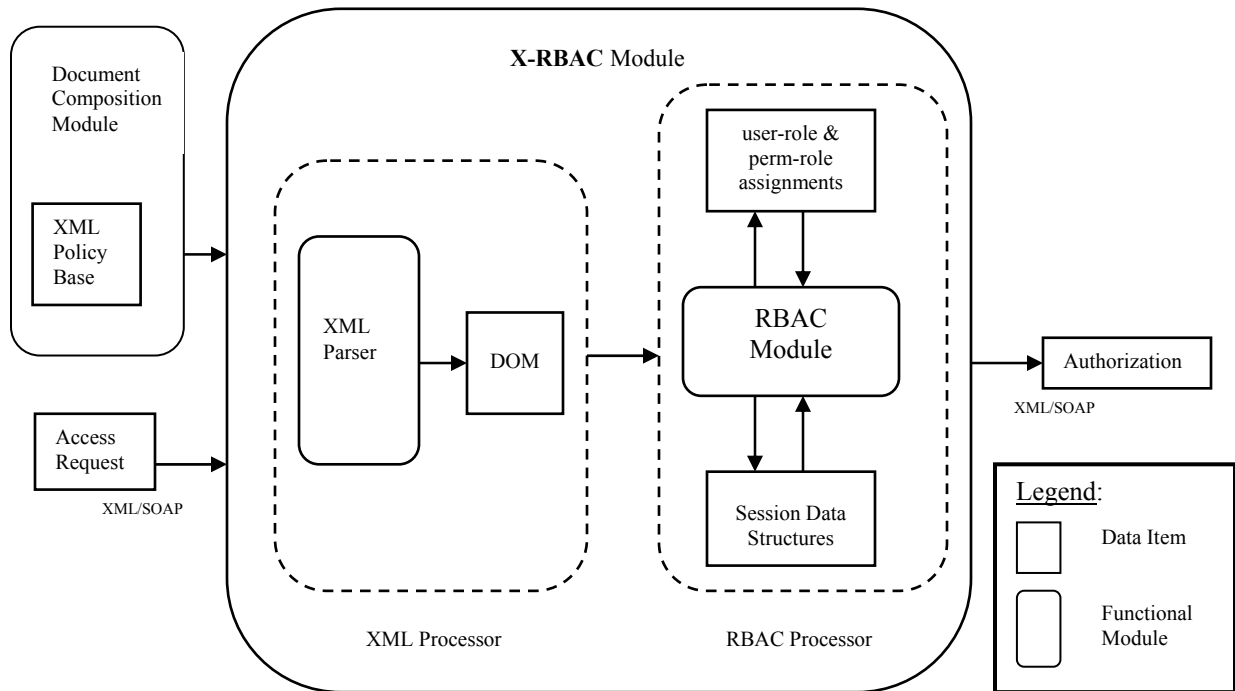 X-RBAC Module
Document
Composition
Module
XML
Policy
Base
Access
Request
XML/SOAP
XML
Parser
DOM
XML Processor
user-role &
perm-role
assignments
RBAC
Module
Session Data
Structures
RBAC Processor
Authorization
XML/SOAP
Legend:
Data Item
Functional
Module